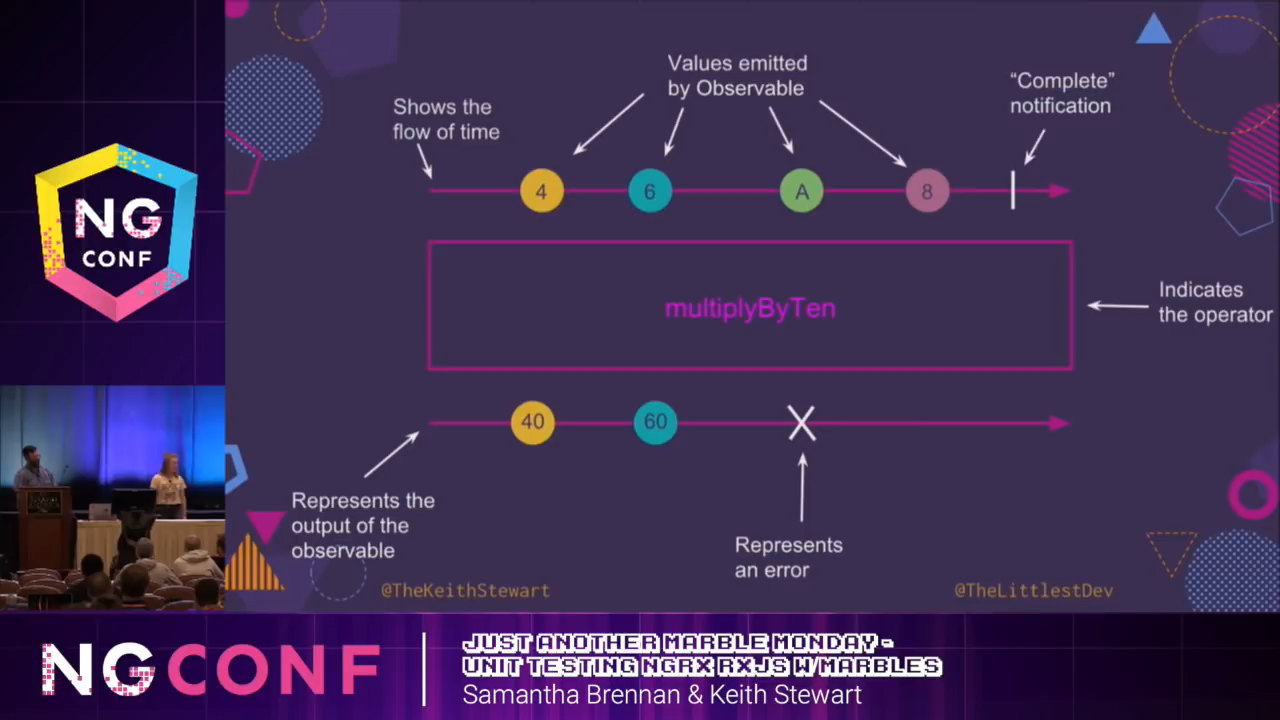 NG
CONF
Values emitted
by Observable
Shows the
flow of time
“Complete”
notification
4
6
A
8
multiplyByTen
Indicates
the operator
40
60
X
Represents the
output of the
observable
Represents
an error
@TheKeithStewart
@TheLittlestDev
NGCONF
JUST ANOTHER MARBLE MONDAY -
UNIT TESTING NGRX RXJS W/MARBLES
Samantha Brennan & Keith Stewart